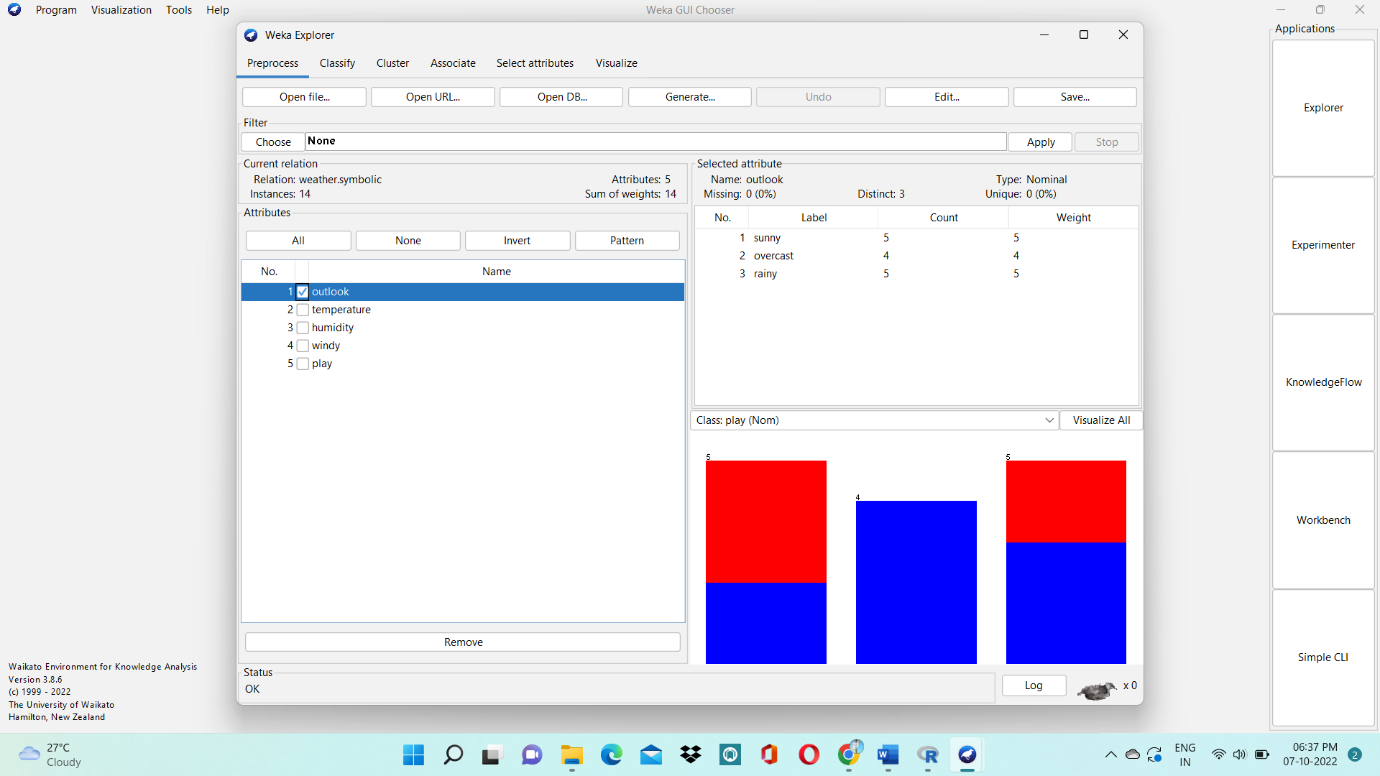 Program Visualization Tools Help
Weka GUI Chooser
Applications
Explorer
Experimenter
KnowledgeFlow
Workbench
Simple CLI
Weka Explorer
Preprocess Classify Cluster Associate Select attributes Visualize
Open file... Open URL... Open DB... Generate... Undo Edit... Save...
Filter
Choose None Apply Stop
Current relation
Relation: weather.symbolic Attributes: 5
Instances: 14 Sum of weights: 14
Attributes
All None Invert Pattern
No. Name
1 outlook
2 temperature
3 humidity
4 windy
5 play
Remove
Selected attribute
Name: outlook Type: Nominal
Missing: 0 (0%) Distinct: 3 Unique: 0 (0%)
No. Label Count Weight
1 sunny 5 5
2 overcast 4 4
3 rainy 5 5
Class: play (Nom) Visualize All
5 4 5
Status
OK
Log x 0
Waikato Environment for Knowledge Analysis
Version 3.8.6
(c) 1999 - 2022
The University of Waikato
Hamilton, New Zealand
27°C
Cloudy
ENG
IN
06:37 PM
07-10-2022
2